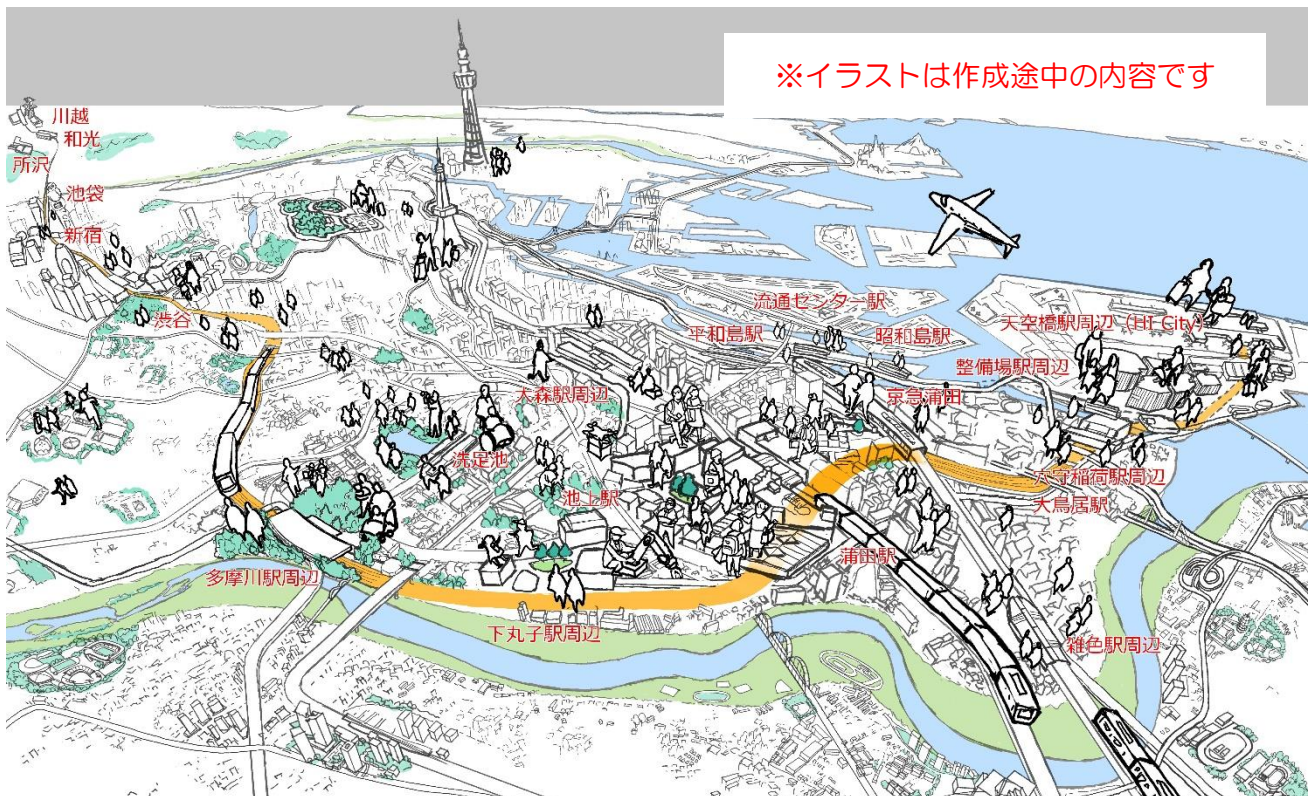 ※イラストは作成途中の内容です
川越
和光
所沢
池袋
新宿
渋谷
流通センター駅
平和島駅
昭和島駅
天空橋駅周辺（HI City）
整備場駅周辺
大森駅周辺
京急蒲田
洗足池
穴守稲荷駅周辺
池上駅
大鳥居駅
蒲田駅
多摩川駅周辺
下丸子駅周辺
雑色駅周辺